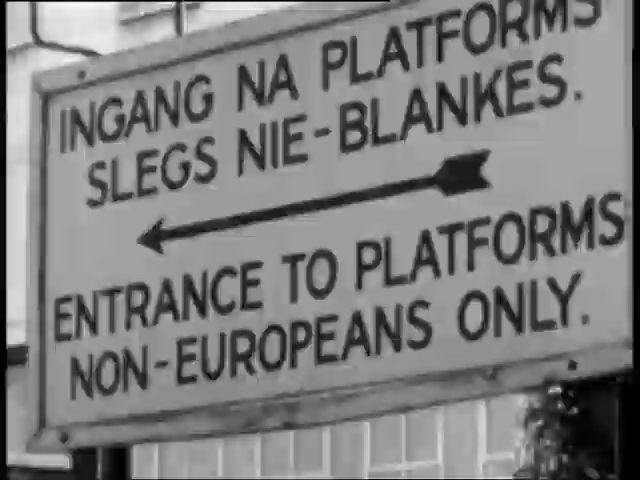 INGANG NA PLATFORMS
SLEGS NIE-BLANKES.
ENTRANCE TO PLATFORMS
NON-EUROPEANS ONLY.